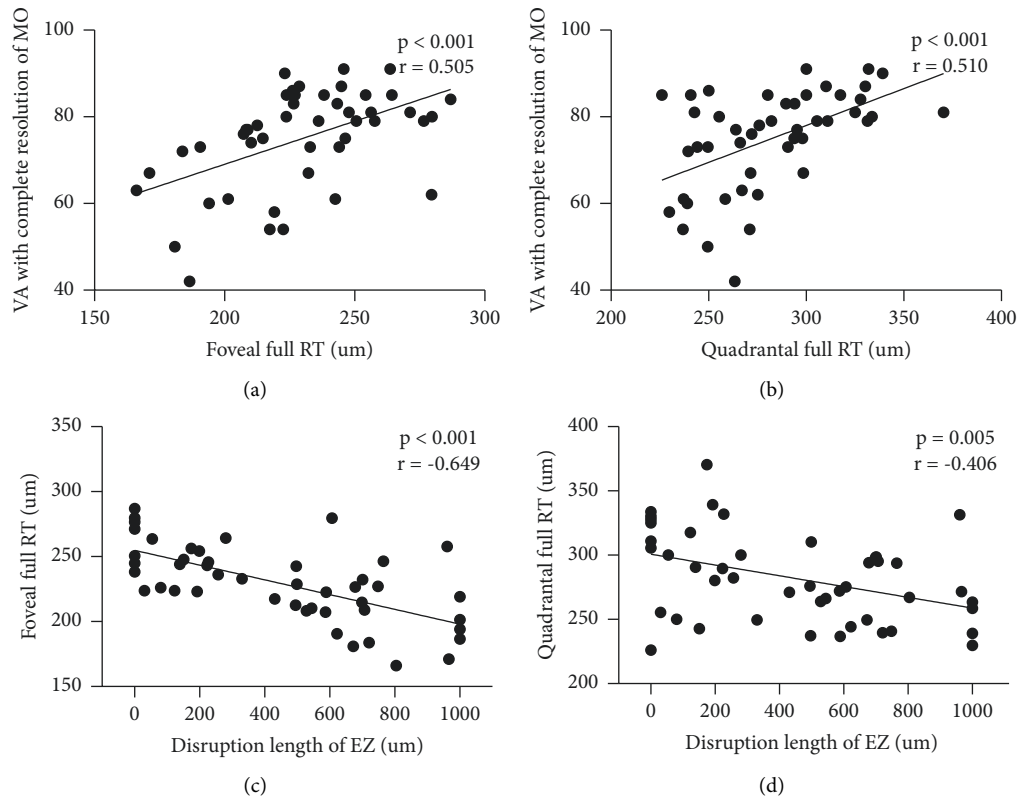 VA with complete resolution of MO
100
80
60
40
p < 0.001
r = 0.505
150
200
250
300
Foveal full RT (um)
(a)
VA with complete resolution of MO
100
80
60
40
p < 0.001
r = 0.510
200
250
300
350
400
Quadrantal full RT (um)
(b)
Foveal full RT (um)
350
300
250
200
150
p < 0.001
r = -0.649
0
200
400
600
800
1000
Disruption length of EZ (um)
(c)
Quadrantal full RT (um)
400
350
300
250
200
p = 0.005
r = -0.406
0
200
400
600
800
1000
Disruption length of EZ (um)
(d)